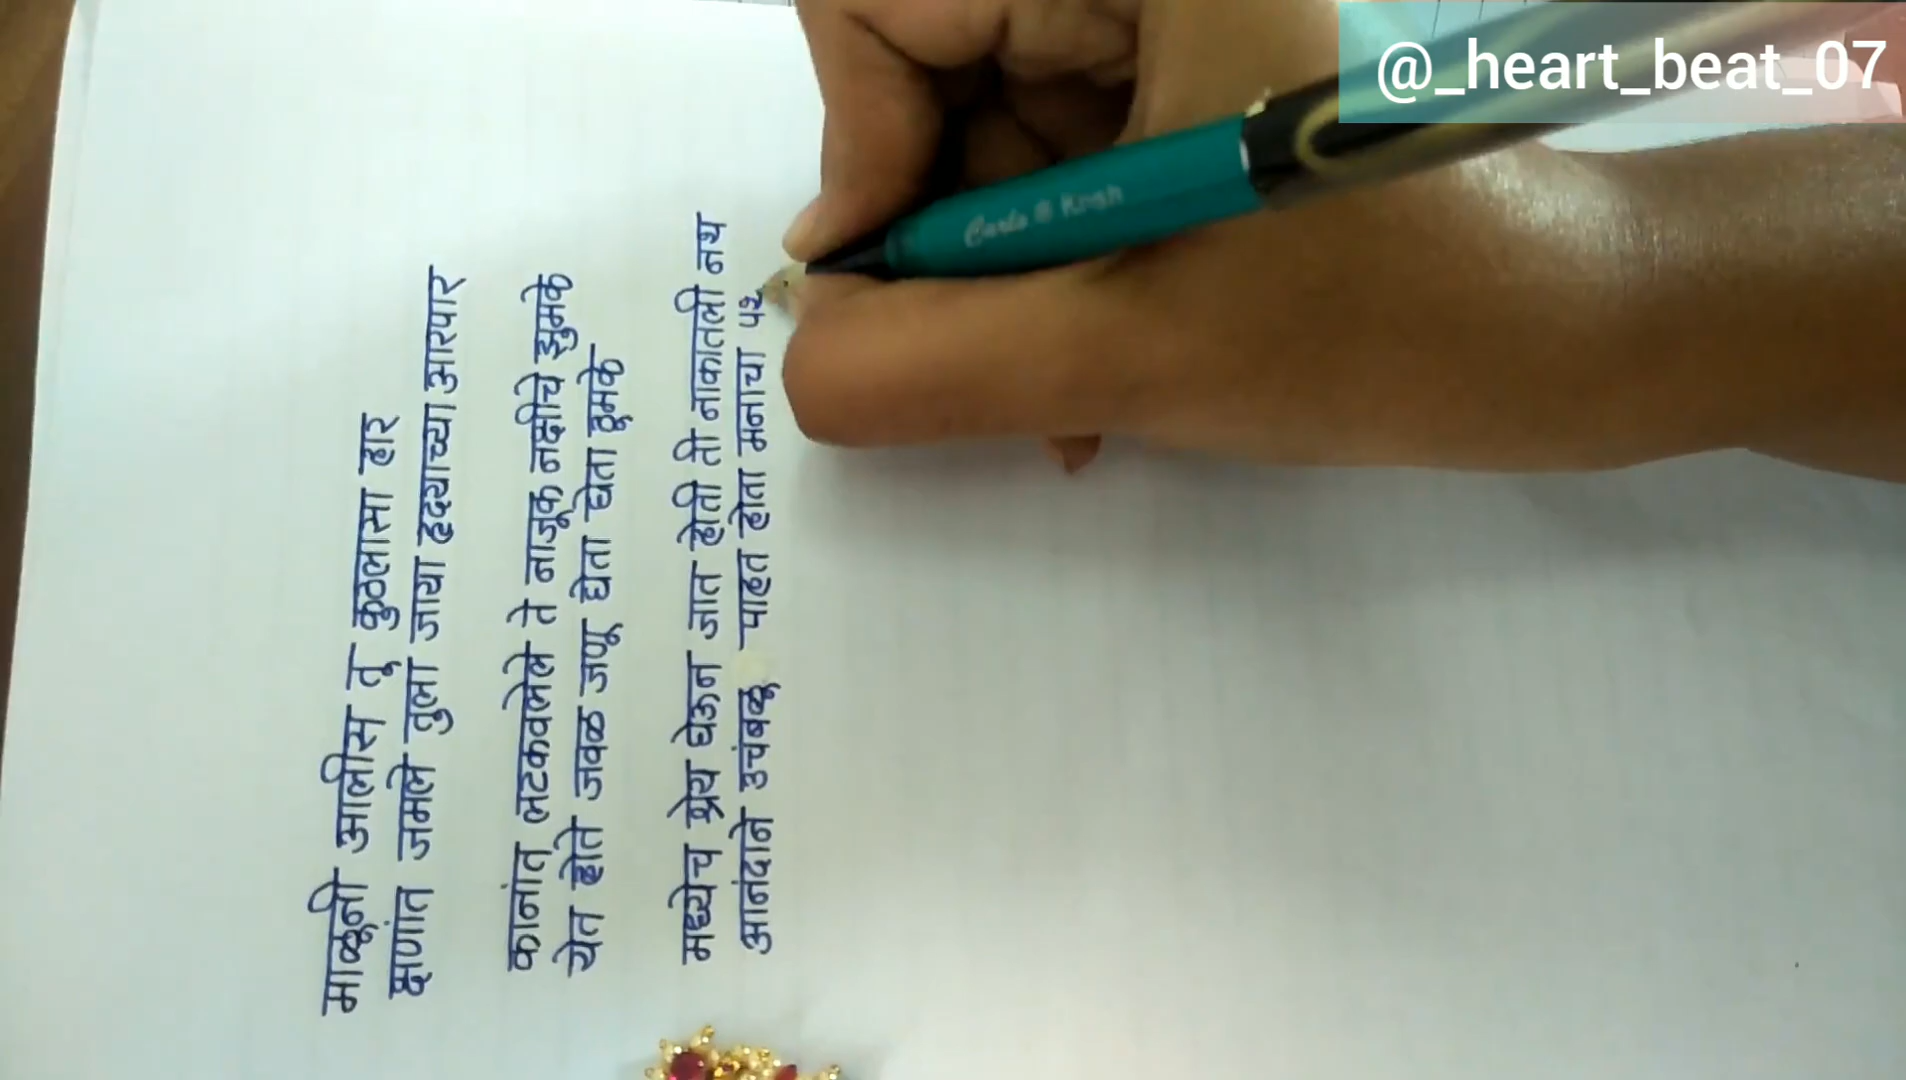 @_heart_beat_07
माळूनी आलीस तू कुठलासा हार
क्षणांत जमले तुला जाया हृदयाच्या आरपार
कानांत लटकवलेले ते नाजूक नक्षीचे झुमके
येत होते जवळ जणू घेता घेता ठुमके
मध्येच श्रेय घेऊन जात होती ती नाकातली नथ
आनंदाने उचंबळू पाहत होता मनाचा